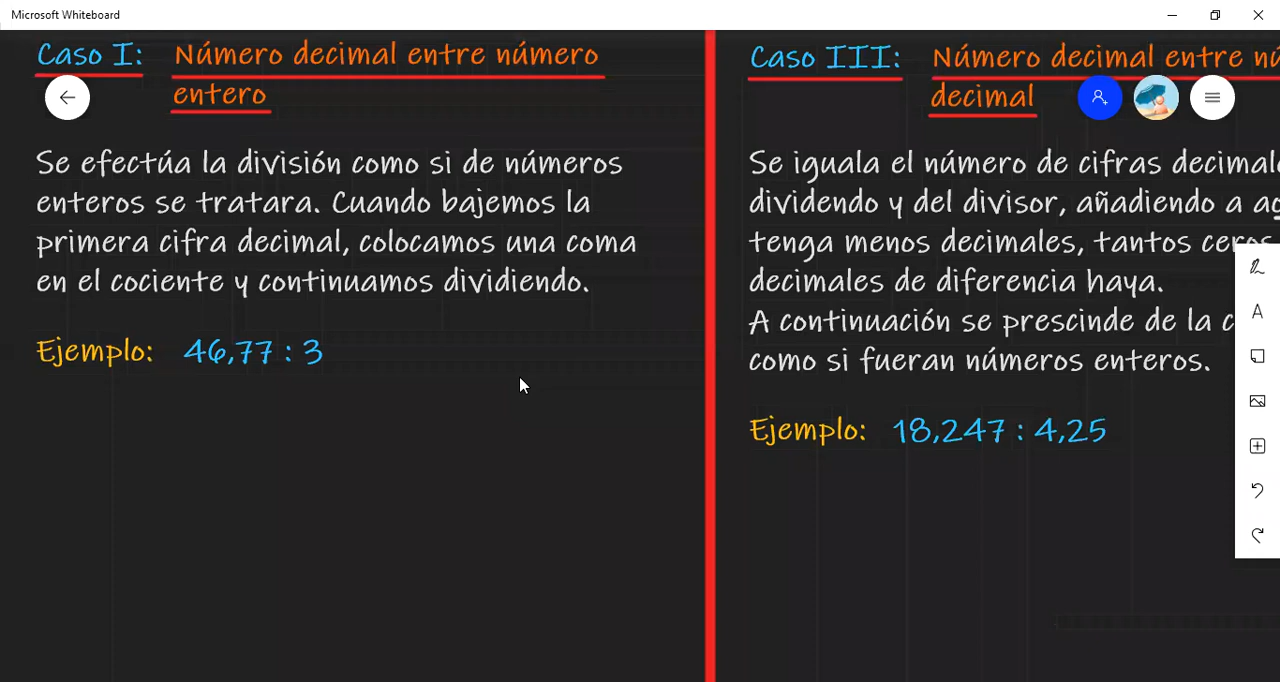 Microsoft Whiteboard
Caso I: Número decimal entre número
entero
Se efectúa la división como si de números
enteros se tratara. Cuando bajemos la
primera cifra decimal, colocamos una coma
en el cociente y continuamos dividiendo.
Ejemplo: 46,77 : 3
Caso III: Número decimal entre
decimal
Se iguala el número de cifras
dividendo y del divisor, añadiendo a
tenga menos decimales, tantos ceros
decimales de diferencia haya.
A continuación se prescinde de la
como si fueran números enteros.
Ejemplo: 18,247 : 4,25